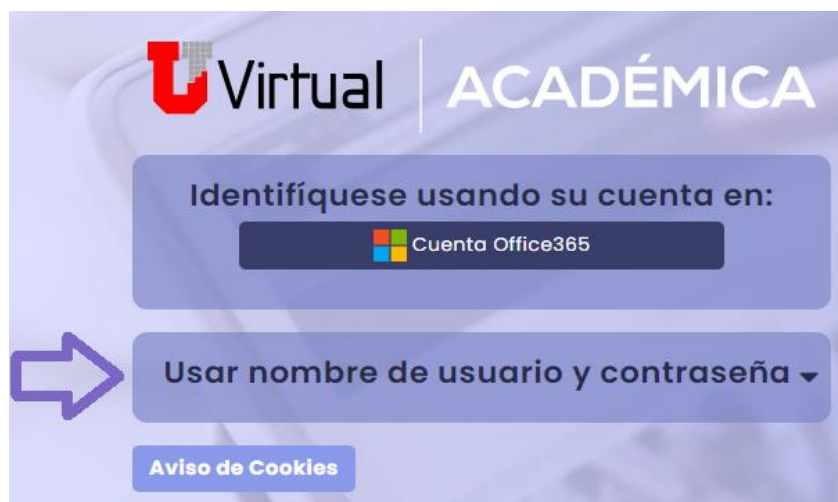 U Virtual ACADÉMICA
Identifíquese usando su cuenta en:
Cuenta Office365
Usar nombre de usuario y contraseña
Aviso de Cookies